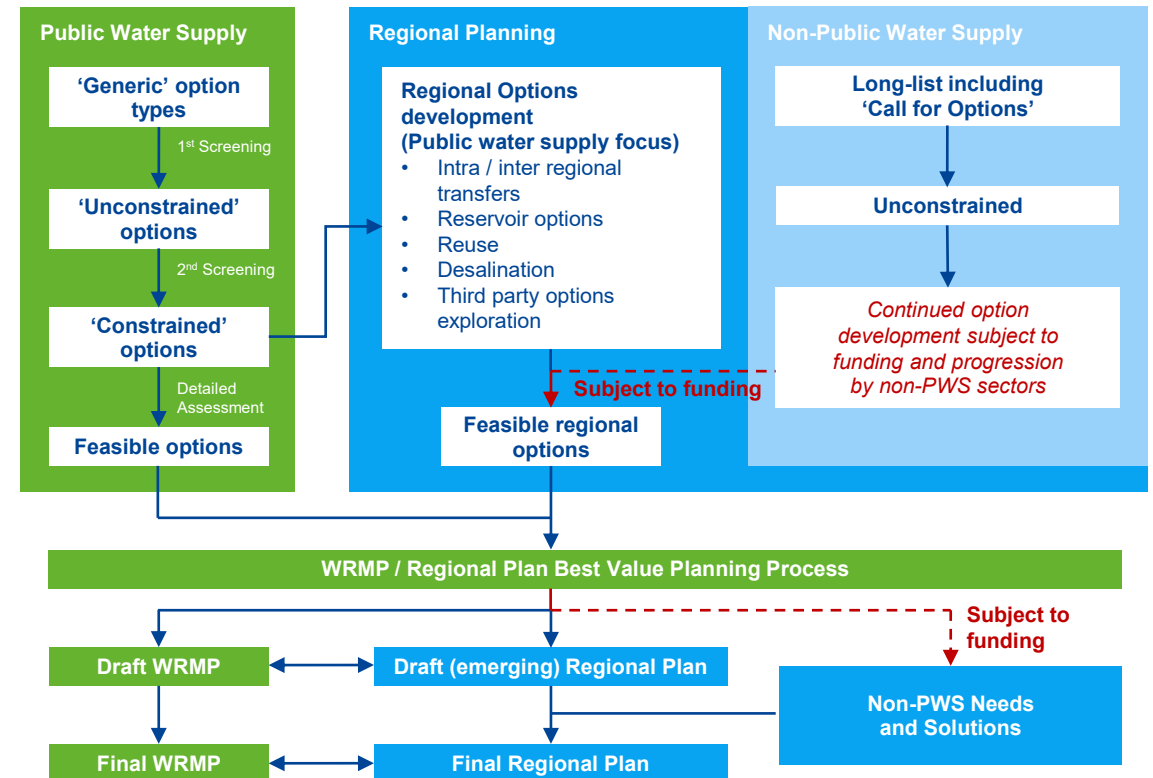 Public Water Supply
‘Generic’ option
types
1st Screening
‘Unconstrained’
options
2nd Screening
‘Constrained’
options
Detailed
Assessment
Feasible options
Regional Planning
Regional Options
development
(Public water supply focus)
• Intra / inter regional
transfers
• Reservoir options
• Reuse
• Desalination
• Third party options
exploration
Subject to funding
Feasible regional
options
Non-Public Water Supply
Long-list including
‘Call for Options’
Unconstrained
Continued option
development subject to
funding and progression
by non-PWS sectors
WRMP / Regional Plan Best Value Planning Process
Subject to
funding
Draft WRMP
Draft (emerging) Regional Plan
Non-PWS Needs
and Solutions
Final WRMP
Final Regional Plan